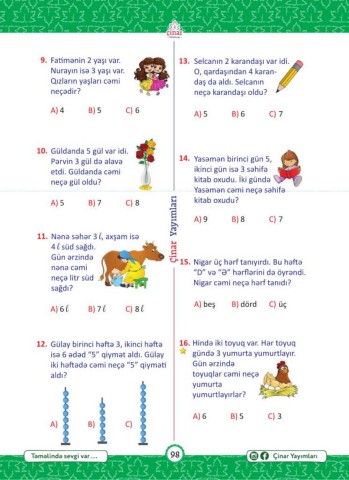 çinar
9. Fatimənin 2 yaşı var.
Nurayın isə 3 yaşı var.
Qızların yaşları cəmi
neçədir?
A) 4 B) 5 C) 6
10. Güldanda 5 gül var idi.
Pərvin 3 gül də əlavə
etdi. Güldanda cəmi
neçə gül oldu?
A) 5 B) 7 C) 8
11. Nənə səhər 3 ℓ, axşam isə
4 ℓ süd sağdı.
Gün ərzində
nənə cəmi
neçə litr süd
sağdı?
A) 6 ℓ B) 7 ℓ C) 8 ℓ
12. Gülay birinci həftə 3, ikinci həftə
isə 6 ədəd “5” qiymət aldı. Gülay
iki həftədə cəmi neçə “5” qiyməti
aldı?
A) B) C)
Çinar Yayımları
13. Selcanın 2 karandaşı var idi.
O, qardaşından 4 karan-
daş da aldı. Selcanın
neçə karandaşı oldu?
A) 5 B) 6 C) 7
14. Yasəmən birinci gün 5,
ikinci gün isə 3 səhifə
kitab oxudu. İki gündə
Yasəmən cəmi neçə səhifə
kitab oxudu?
A) 9 B) 8 C) 7
15. Nigar üç hərf tanıyırdı. Bu həftə
“D” və “Ə” hərflərini də öyrəndi.
Nigar cəmi neçə hərf tanıdı?
A) beş B) dörd C) üç
16. Hində iki toyuq var. Hər toyuq
gündə 3 yumurta yumurtlayır.
Gün ərzində
toyuqlar cəmi neçə
yumurta
yumurtlayırlar?
A) 6 B) 5 C) 3
Təməlində sevgi var ...
98
Çinar Yayımları